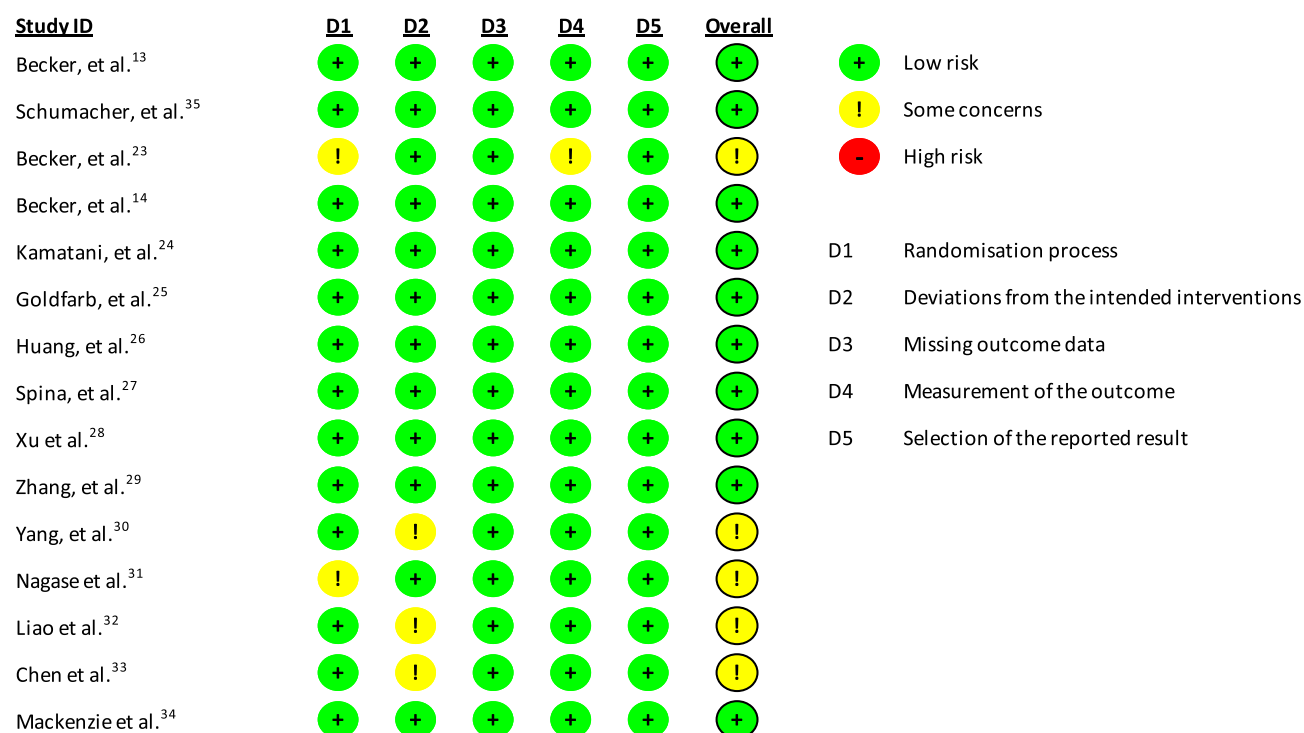 Study ID D1 D2 D3 D4 D5 Overall
Becker, et al.13 + + + + + + + Low risk
Schumacher, et al.35 + + + + + + ! Some concerns
Becker, et al.23 ! + + ! + ! - High risk
Becker, et al.14 + + + + + +
Kamatani, et al.24 + + + + + + D1 Randomisation process
Goldfarb, et al.25 + + + + + + D2 Deviations from the intended interventions
Huang, et al.26 + + + + + + D3 Missing outcome data
Spina, et al.27 + + + + + + D4 Measurement of the outcome
Xu et al.28 + + + + + + D5 Selection of the reported result
Zhang, et al.29 + + + + + +
Yang, et al.30 + ! + + + !
Nagase et al.31 ! + + + + !
Liao et al.32 + ! + + + !
Chen et al.33 + ! + + + !
Mackenzie et al.34 + + + + + +